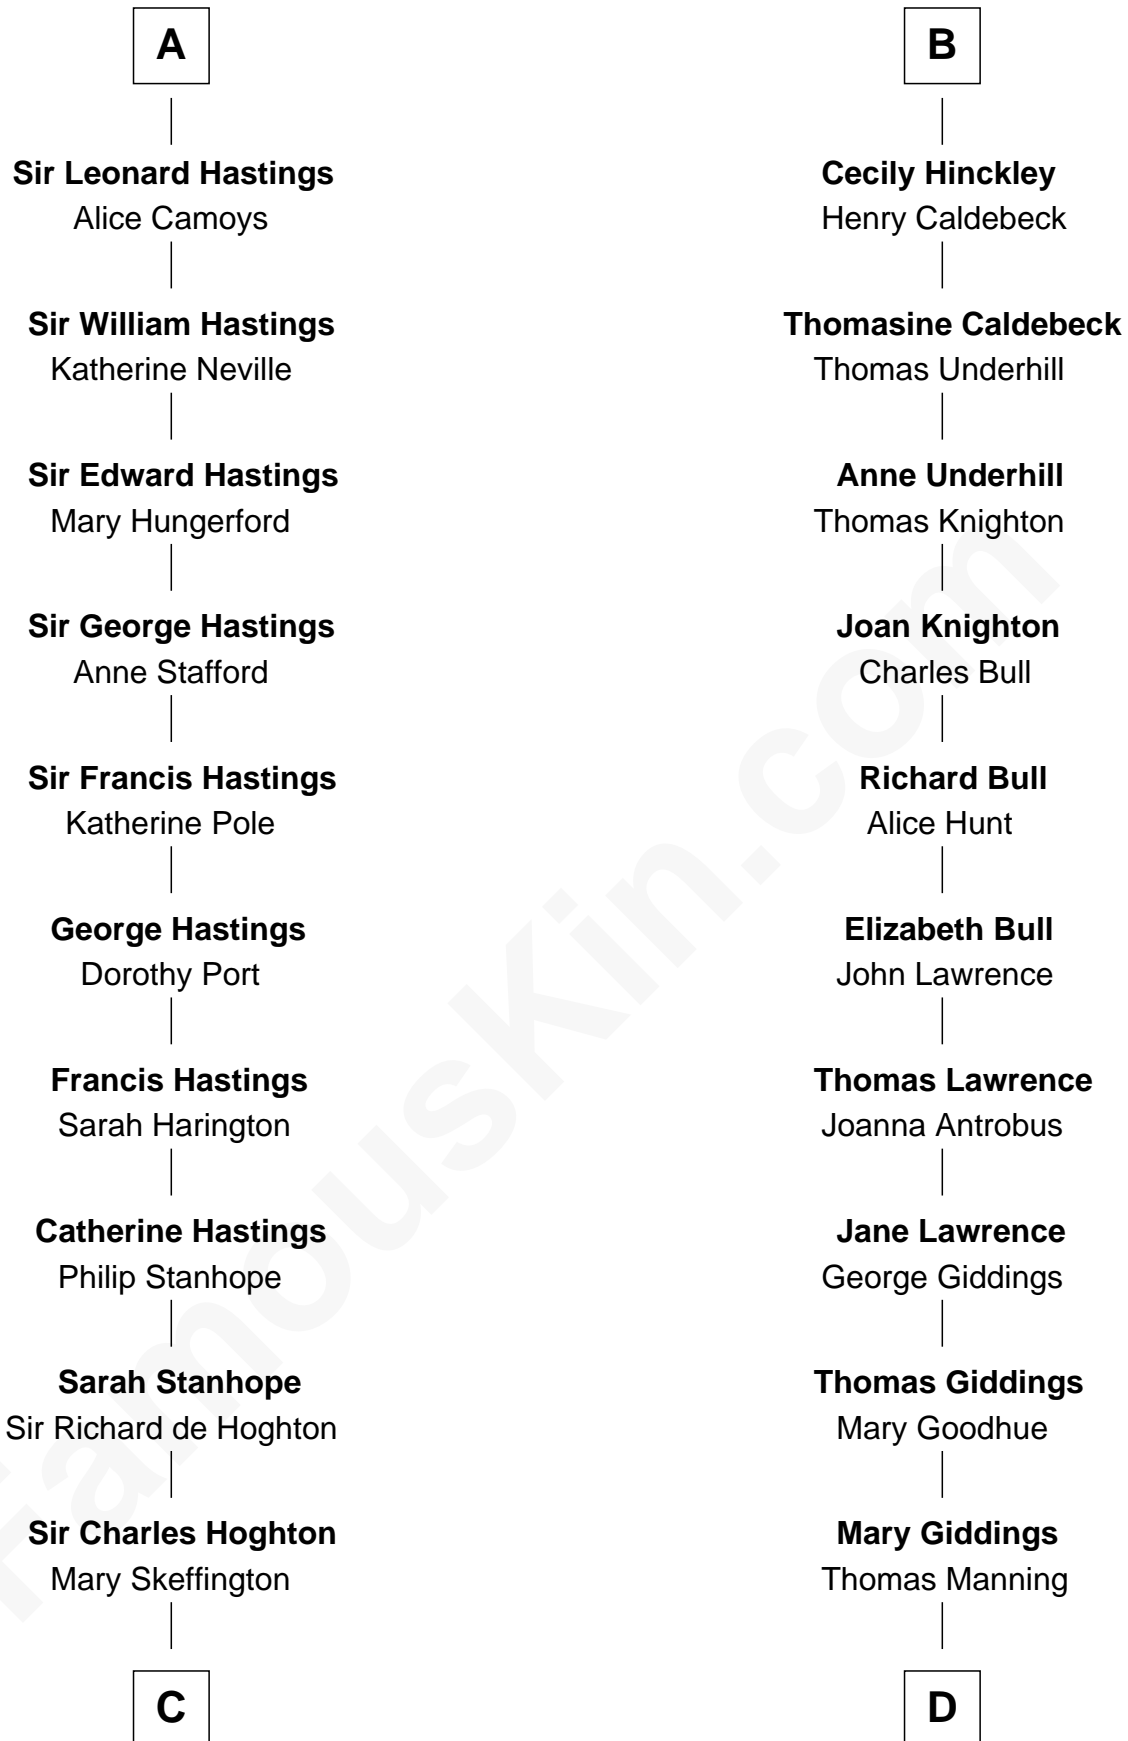 A
Sir Leonard Hastings
Alice Camoys
Sir William Hastings
Katherine Neville
Sir Edward Hastings
Mary Hungerford
Sir George Hastings
Anne Stafford
Sir Francis Hastings
Katherine Pole
George Hastings
Dorothy Port
Francis Hastings
Sarah Harington
Catherine Hastings
Philip Stanhope
Sarah Stanhope
Sir Richard de Hoghton
Sir Charles Hoghton
Mary Skeffington
C
B
Cecily Hinckley
Henry Caldebeck
Thomasine Caldebeck
Thomas Underhill
Anne Underhill
Thomas Knighton
Joan Knighton
Charles Bull
Richard Bull
Alice Hunt
Elizabeth Bull
John Lawrence
Thomas Lawrence
Joanna Antrobus
Jane Lawrence
George Giddings
Thomas Giddings
Mary Goodhue
Mary Giddings
Thomas Manning
D
FamousKin.com